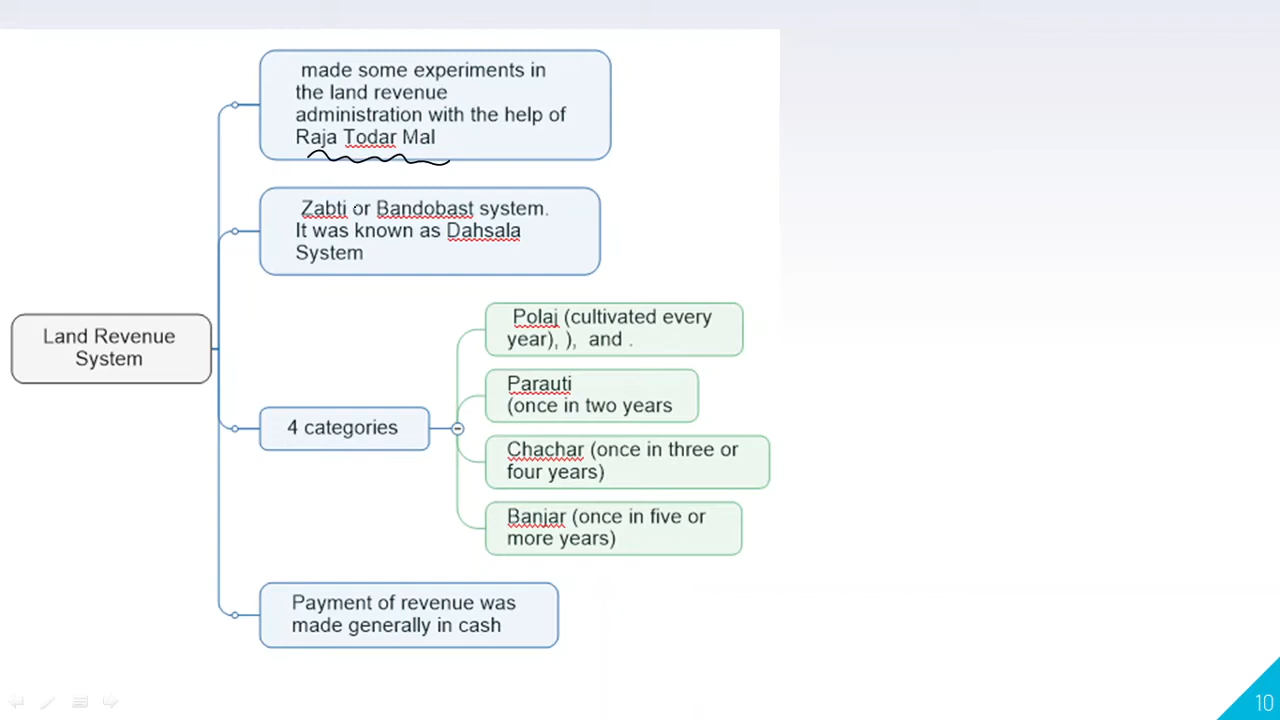 made some experiments in
the land revenue
administration with the help of
Raja Todar Mal
Zabti or Bandobast system.
It was known as Dahsala
System
Land Revenue
System
4 categories
Polaj (cultivated every
year), ), and .
Parauti
(once in two years
Chachar (once in three or
four years)
Banjar (once in five or
more years)
Payment of revenue was
made generally in cash
10